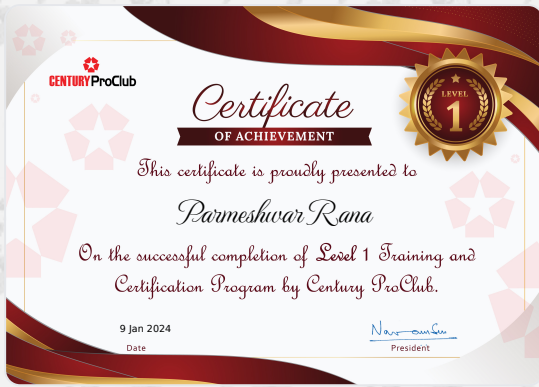 CENTURY ProClub
Certificate
OF ACHIEVEMENT
LEVEL
1
This certificate is proudly presented to
Parmeshwar Rana
On the successful completion of Level 1 Training and
Certification Program by Century ProClub.
9 Jan 2024
Date
President